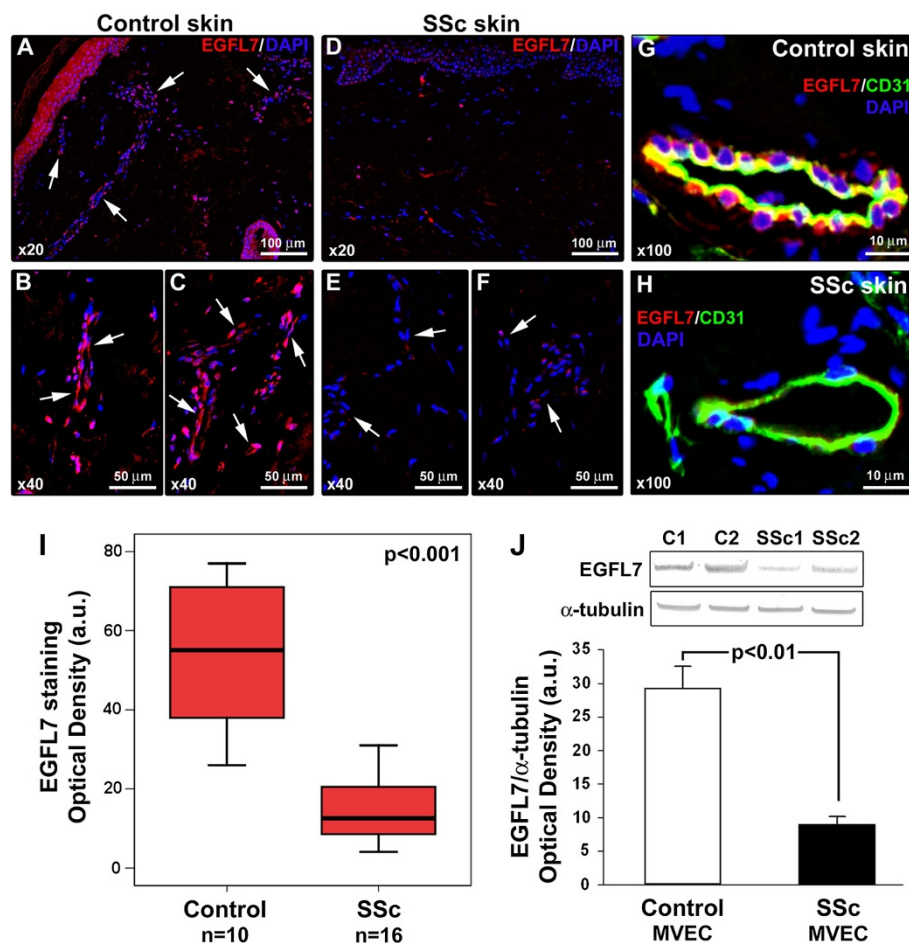 Control skin
SSc skin
A
EGFL7/DAPI
x20
100 μm
D
EGFL7/DAPI
x20
100 μm
G
Control skin
EGFL7/CD31
DAPI
x100
10 μm
B
x40
50 μm
C
x40
50 μm
E
x40
50 μm
F
x40
50 μm
H
SSc skin
EGFL7/CD31
DAPI
x100
10 μm
I
p<0.001
EGFL7 staining
Optical Density (a.u.)
80
60
40
20
0
Control
n=10
SSc
n=16
J
C1 C2 SSc1 SSc2
EGFL7
α-tubulin
p<0.01
EGFL7/α-tubulin
Optical Density (a.u.)
35
30
25
20
15
10
5
0
Control
MVEC
SSc
MVEC